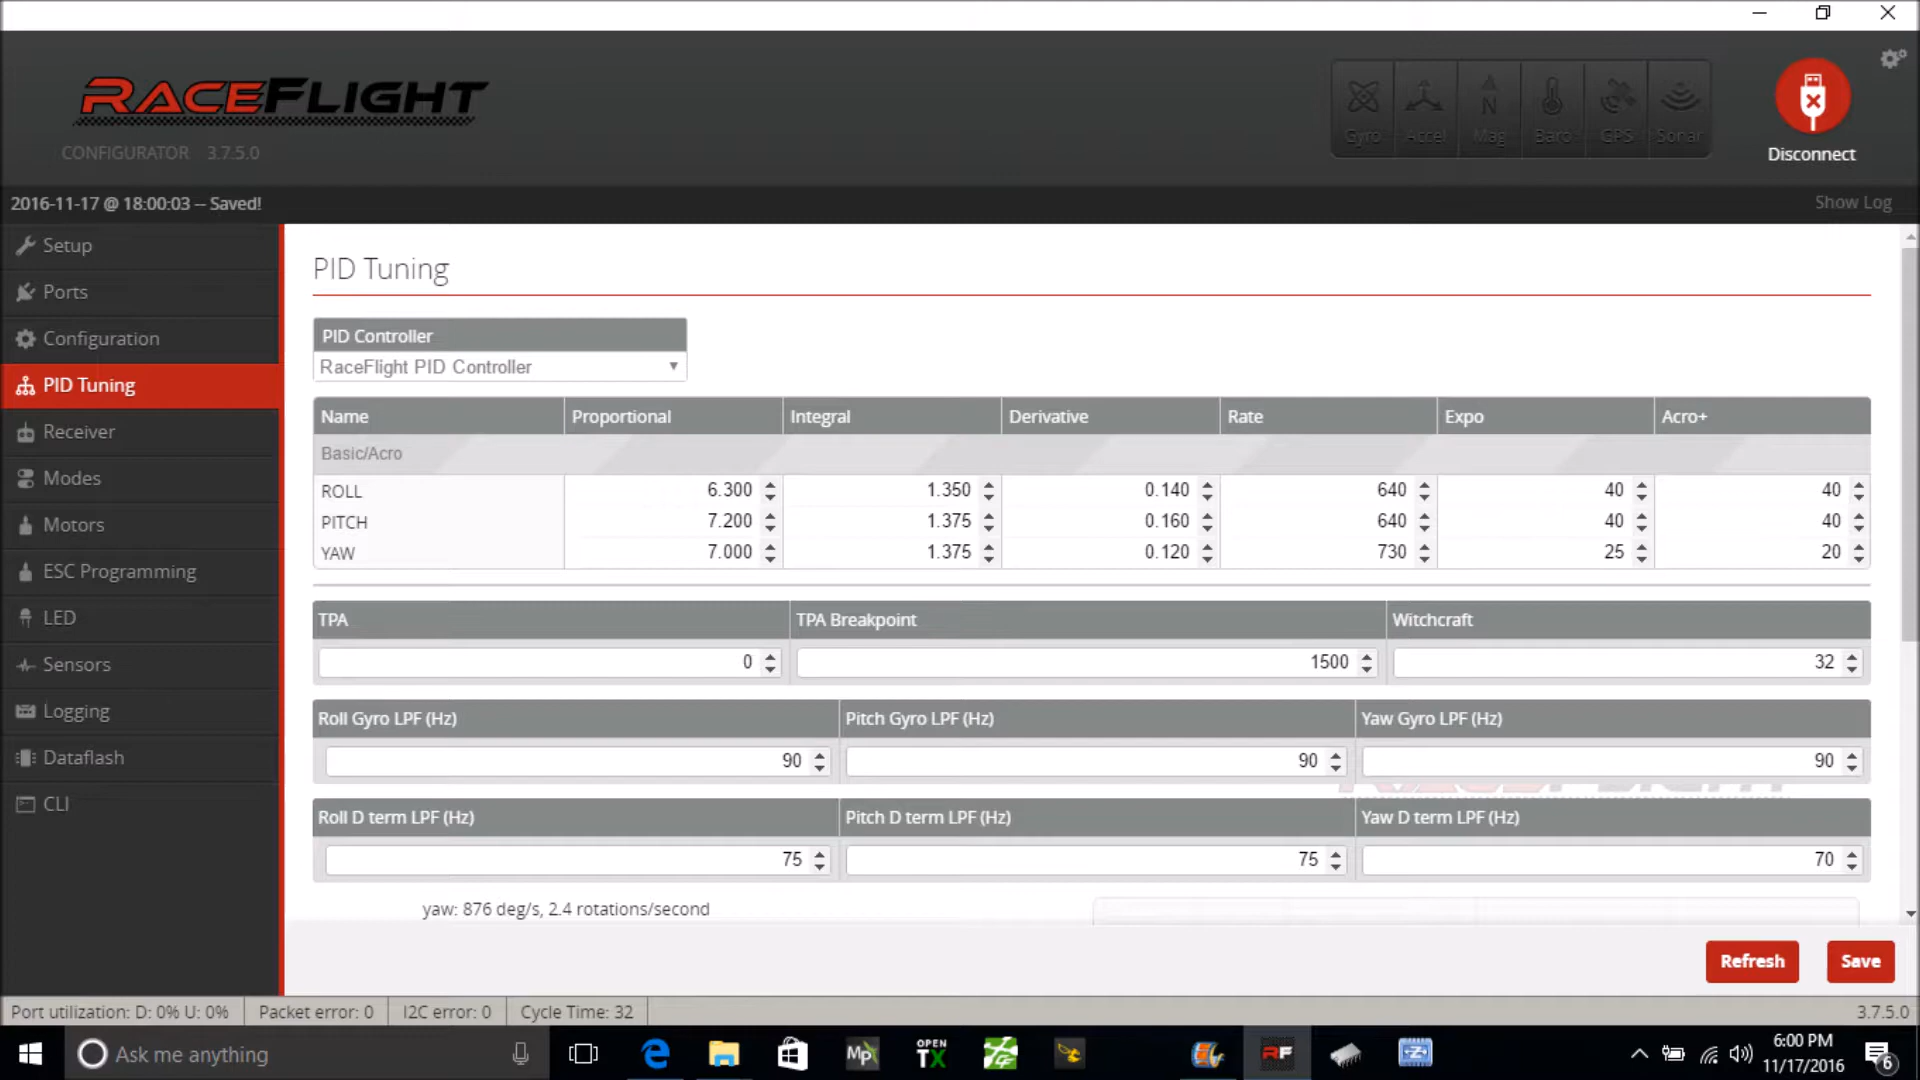 RACEFLIGHT
CONFIGURATOR 3.7.5.0
Gyro Accel Mag Baro GPS Sonar
N
Disconnect
2016-11-17 @ 18:00:03 -- Saved!
Show Log
Setup
Ports
Configuration
PID Tuning
Receiver
Modes
Motors
ESC Programming
LED
Sensors
Logging
Dataflash
CLI
PID Tuning
PID Controller
RaceFlight PID Controller
Name Proportional Integral Derivative Rate Expo Acro+
Basic/Acro
ROLL 6.300 1.350 0.140 640 40 40
PITCH 7.200 1.375 0.160 640 40 40
YAW 7.000 1.375 0.120 730 25 20
TPA TPA Breakpoint Witchcraft
0 1500 32
Roll Gyro LPF (Hz) Pitch Gyro LPF (Hz) Yaw Gyro LPF (Hz)
90 90 90
Roll D term LPF (Hz) Pitch D term LPF (Hz) Yaw D term LPF (Hz)
75 75 70
yaw: 876 deg/s, 2.4 rotations/second
Refresh Save
Port utilization: D: 0% U: 0% Packet error: 0 I2C error: 0 Cycle Time: 32 3.7.5.0
Ask me anything
Mp
OPEN
TX
RF
6:00 PM
11/17/2016
6